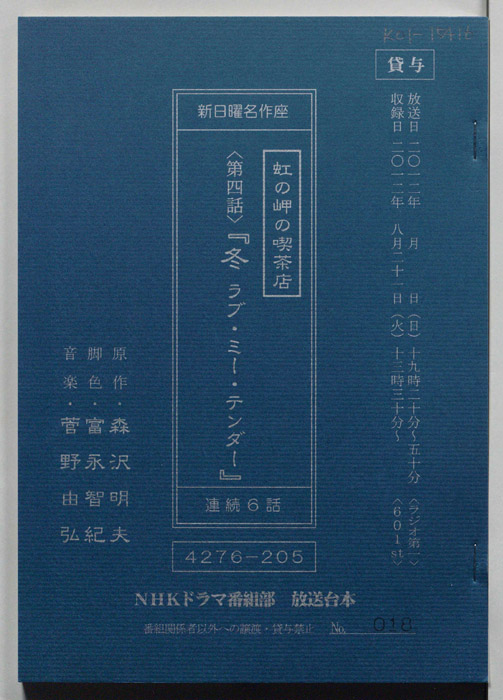 貸与
放送日 二〇一二年 月 日（日）十九時二十分～五十分 〈ラジオ第一〉
収録日 二〇一二年 八月二十一日（火）十三時三十分～ 〈601st〉
新日曜名作座
虹の岬の喫茶店
〈第四話〉『冬 ラブ・ミー・テンダー』
連続6話
4276-205
原作・森沢明夫
脚色・富永智紀
音楽・菅野由弘
NHKドラマ番組部 放送台本
番組関係者以外への譲渡・貸与禁止 No. 018